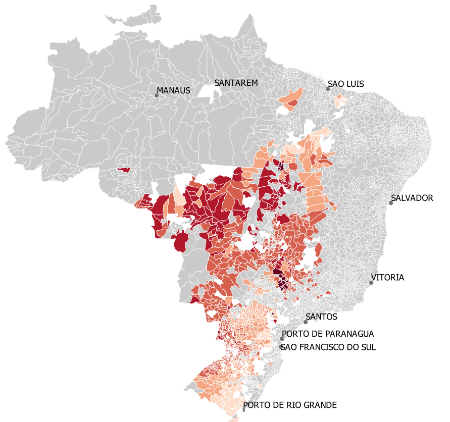 SANTAREM
SAO LUIS
MANAUS
SALVADOR
VITORIA
SANTOS
PORTO DE PARANAGUA
SAO FRANCISCO DO SUL
PORTO DE RIO GRANDE